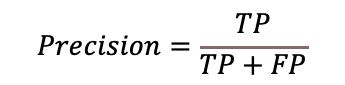 Precision = TP / (TP + FP)